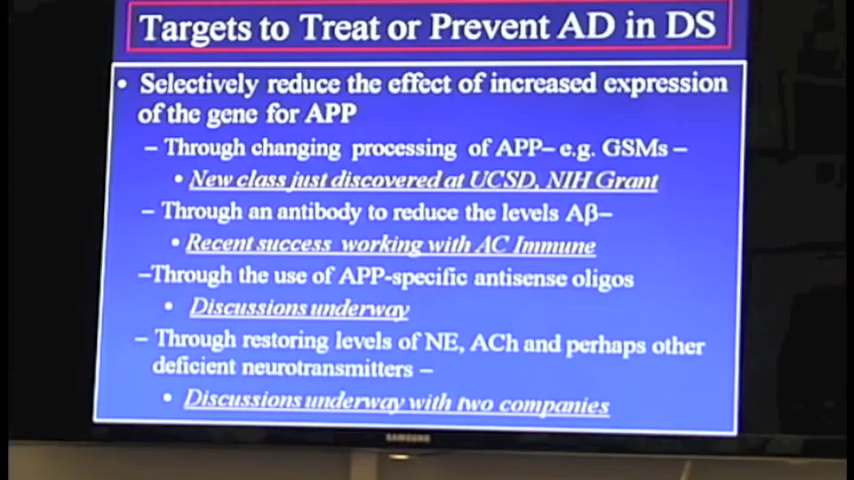 Targets to Treat or Prevent AD in DS
• Selectively reduce the effect of increased expression
of the gene for APP
– Through changing processing of APP– e.g. GSMs –
• New class just discovered at UCSD, NIH Grant
– Through an antibody to reduce the levels Aβ–
• Recent success working with AC Immune
–Through the use of APP-specific antisense oligos
• Discussions underway
– Through restoring levels of NE, ACh and perhaps other
deficient neurotransmitters –
• Discussions underway with two companies
SAMSUNG